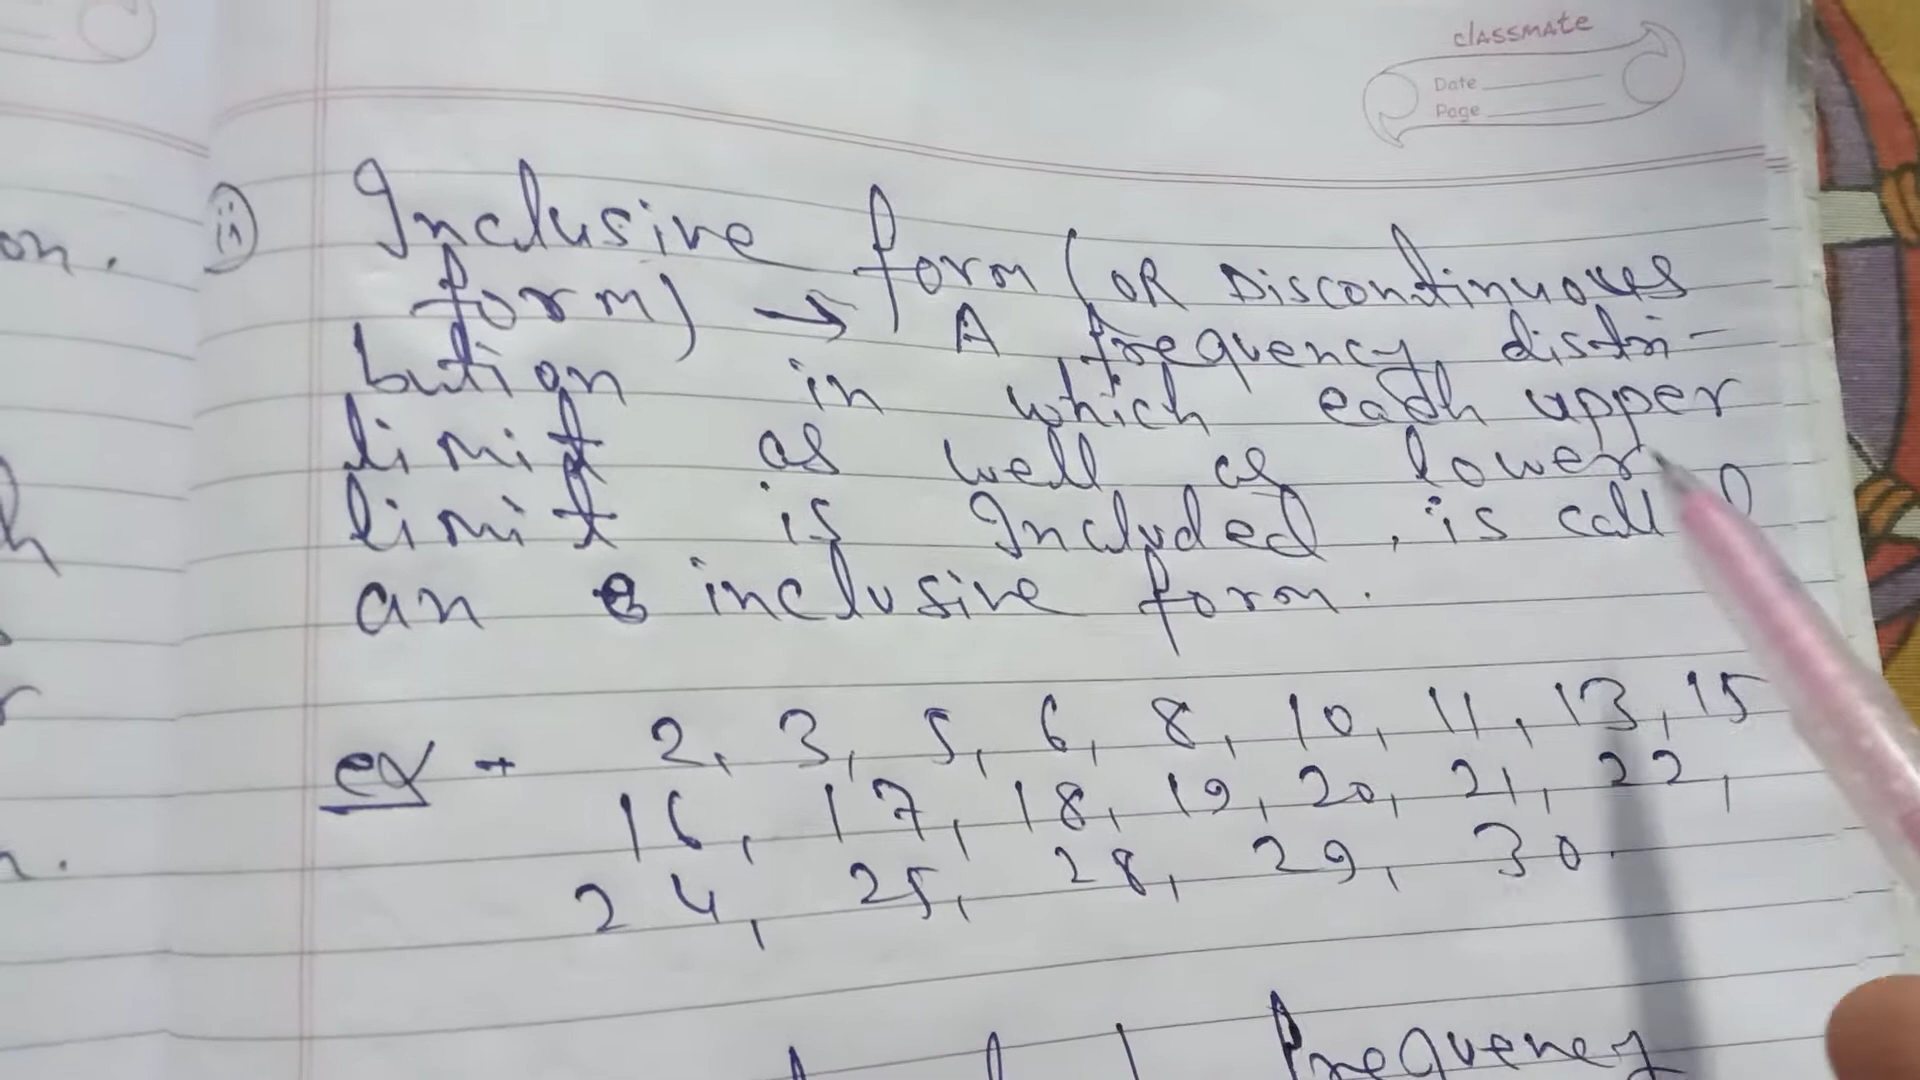 classmate
Date
Page
on.
ii) Inclusive form (OR Discontinuous
form) → A frequency distri-
bution in which each upper
limit as well as lower
limit is Included, is call
an inclusive form.
ex → 2, 3, 5, 6, 8, 10, 11, 13, 15
16, 17, 18, 19, 20, 21, 22,
24, 25, 28, 29, 30.
Frequency